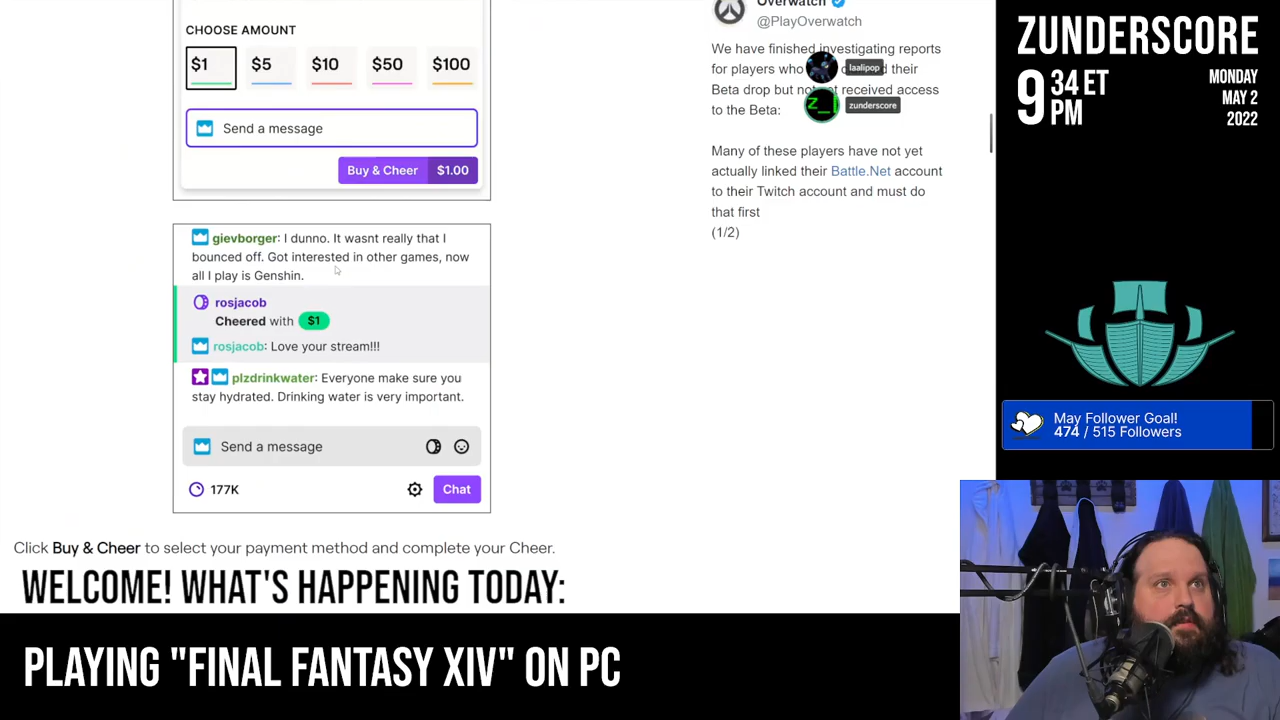 CHOOSE AMOUNT
$1 $5 $10 $50 $100
Send a message
Buy & Cheer $1.00
gievborger: I dunno. It wasnt really that I
bounced off. Got interested in other games, now
all I play is Genshin.
rosjacob
Cheered with $1
rosjacob: Love your stream!!!
plzdrinkwater: Everyone make sure you
stay hydrated. Drinking water is very important.
Send a message
177K
Chat
Click Buy & Cheer to select your payment method and complete your Cheer.
Overwatch
@PlayOverwatch
We have finished investigating reports
for players who their
Beta drop but not received access
to the Beta:
laalipop
zunderscore
Many of these players have not yet
actually linked their Battle.Net account
to their Twitch account and must do
that first
(1/2)
ZUNDERSCORE
9 34 ET
PM
MONDAY
MAY 2
2022
May Follower Goal!
474 / 515 Followers
WELCOME! WHAT'S HAPPENING TODAY:
PLAYING "FINAL FANTASY XIV" ON PC